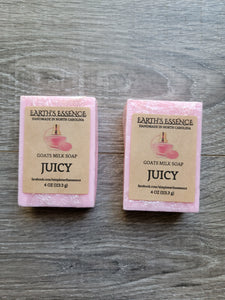 EARTH'S ESSENCE
HANDMADE IN NORTH CAROLINA
GOATS MILK SOAP
JUICY
4 OZ (113.3 g)
EARTH'S ESSENCE
HANDMADE IN NORTH CAROLINA
GOATS MILK SOAP
JUICY
4 OZ (113.3 g)